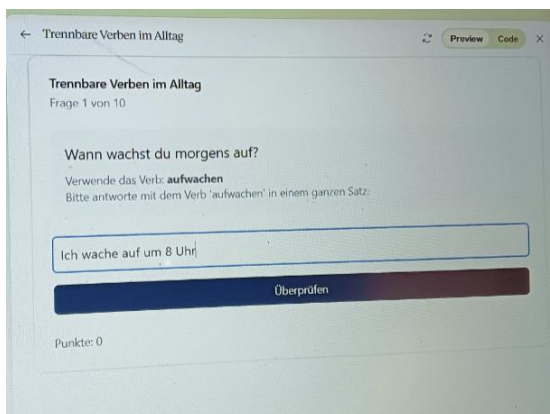 ← Trennbare Verben im Alltag Preview Code ×
Trennbare Verben im Alltag
Frage 1 von 10
Wann wachst du morgens auf?
Verwende das Verb: aufwachen
Bitte antworte mit dem Verb 'aufwachen' in einem ganzen Satz.
Ich wache auf um 8 Uhr
Überprüfen
Punkte: 0